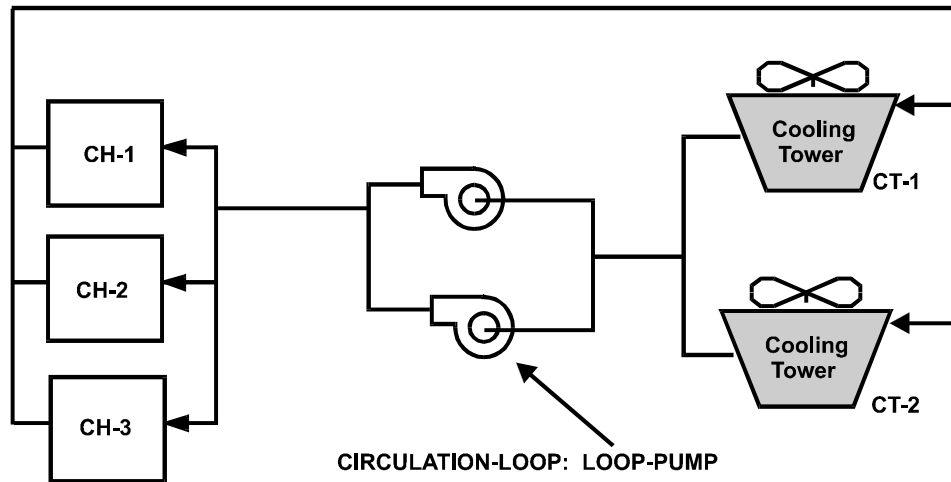 CH-1
CH-2
CH-3
Cooling
Tower
CT-1
Cooling
Tower
CT-2
CIRCULATION-LOOP: LOOP-PUMP